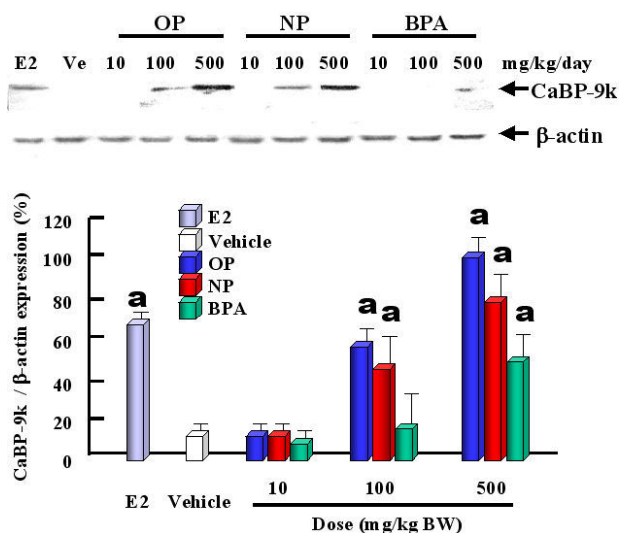 OP NP BPA
E2 Ve 10 100 500 10 100 500 10 100 500 mg/kg/day
CaBP-9k
β-actin
CaBP-9k / β-actin expression (%)
120
100
80
60
40
20
0
E2
Vehicle
OP
NP
BPA
a
a a
a a a
E2 Vehicle 10 100 500
Dose (mg/kg BW)